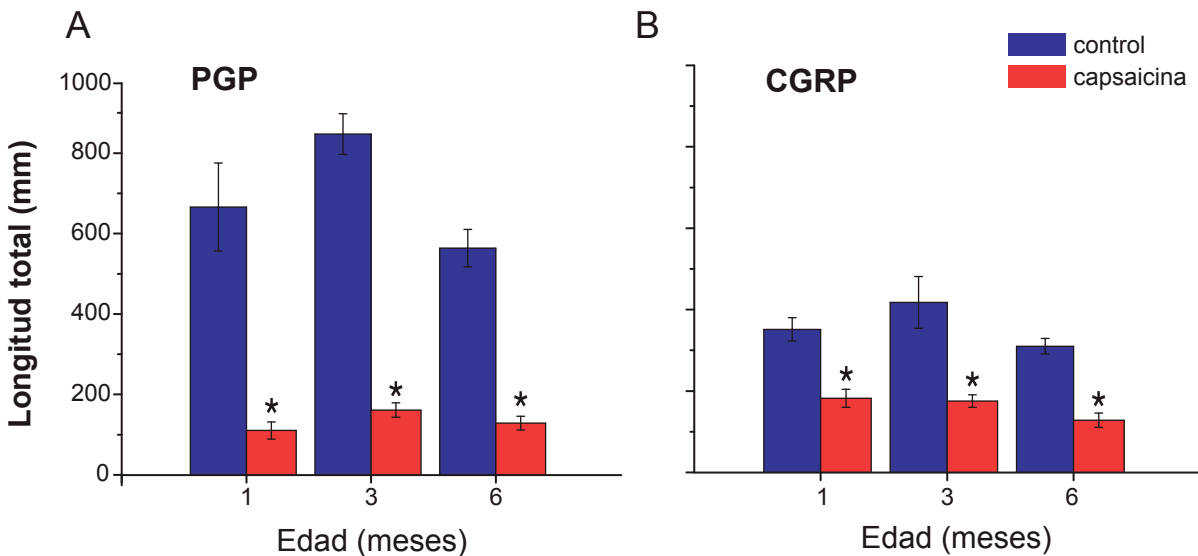 A
B
control
capsaicina
PGP
CGRP
Longitud total (mm)
1000
800
600
400
200
0
*
*
*
*
*
*
1
3
6
1
3
6
Edad (meses)
Edad (meses)